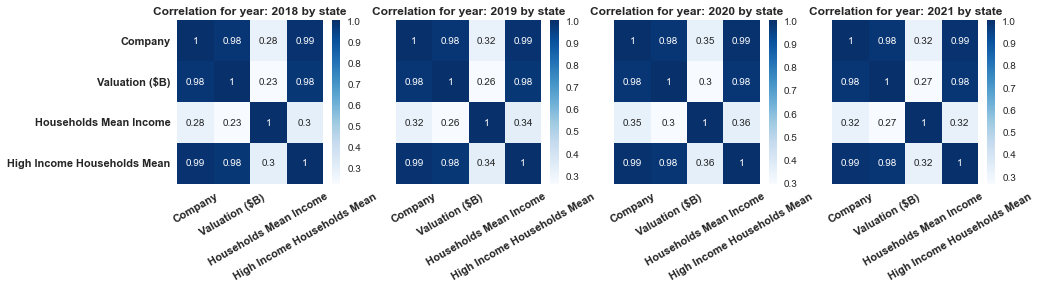 Correlation for year: 2018 by state
Company
Valuation ($B)
Households Mean Income
High Income Households Mean
1 0.98 0.28 0.99
0.98 1 0.23 0.98
0.28 0.23 1 0.3
0.99 0.98 0.3 1
1.0
0.9
0.8
0.7
0.6
0.5
0.4
0.3
Company
Valuation ($B)
Households Mean Income
High Income Households Mean
Correlation for year: 2019 by state
1 0.98 0.32 0.99
0.98 1 0.26 0.98
0.32 0.26 1 0.34
0.99 0.98 0.34 1
1.0
0.9
0.8
0.7
0.6
0.5
0.4
0.3
Company
Valuation ($B)
Households Mean Income
High Income Households Mean
Correlation for year: 2020 by state
1 0.98 0.35 0.99
0.98 1 0.3 0.98
0.35 0.3 1 0.36
0.99 0.98 0.36 1
1.0
0.9
0.8
0.7
0.6
0.5
0.4
0.3
Company
Valuation ($B)
Households Mean Income
High Income Households Mean
Correlation for year: 2021 by state
1 0.98 0.32 0.99
0.98 1 0.27 0.98
0.32 0.27 1 0.32
0.99 0.98 0.32 1
1.0
0.9
0.8
0.7
0.6
0.5
0.4
0.3
Company
Valuation ($B)
Households Mean Income
High Income Households Mean